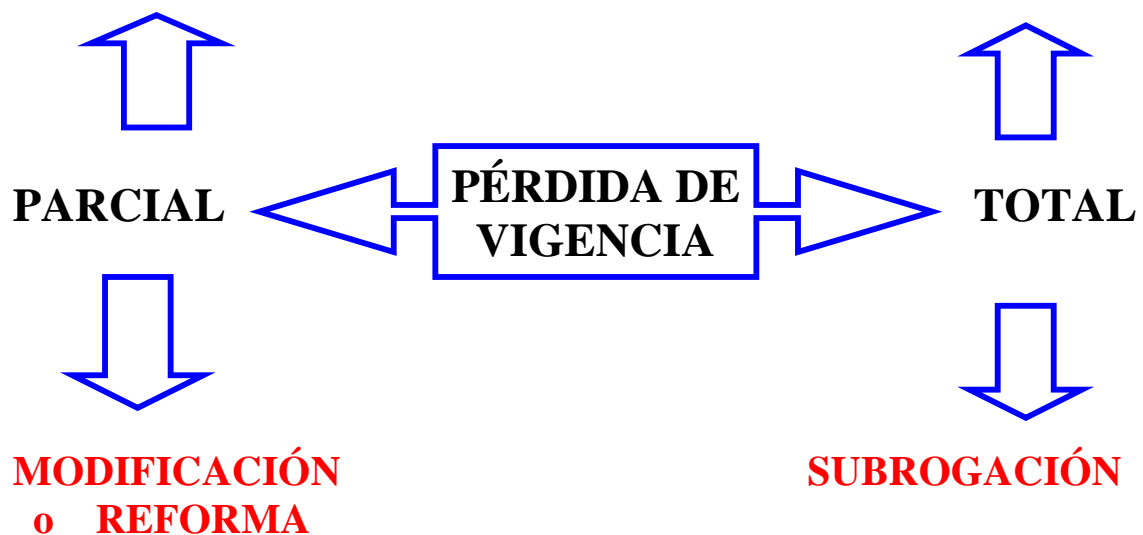 PÉRDIDA DE
VIGENCIA
PARCIAL
TOTAL
MODIFICACIÓN
o REFORMA
SUBROGACIÓN